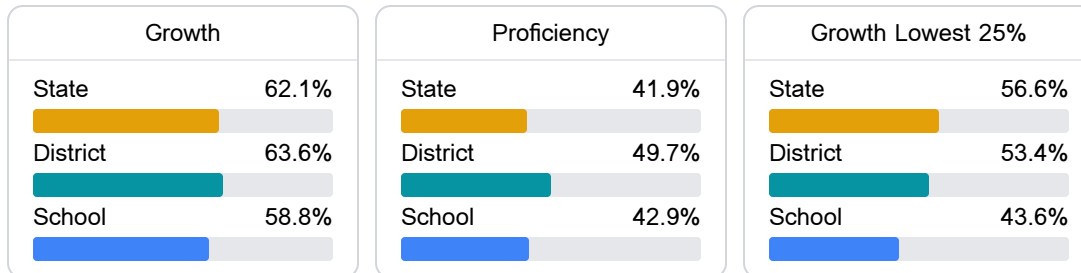 Growth
State 62.1%
District 63.6%
School 58.8%
Proficiency
State 41.9%
District 49.7%
School 42.9%
Growth Lowest 25%
State 56.6%
District 53.4%
School 43.6%